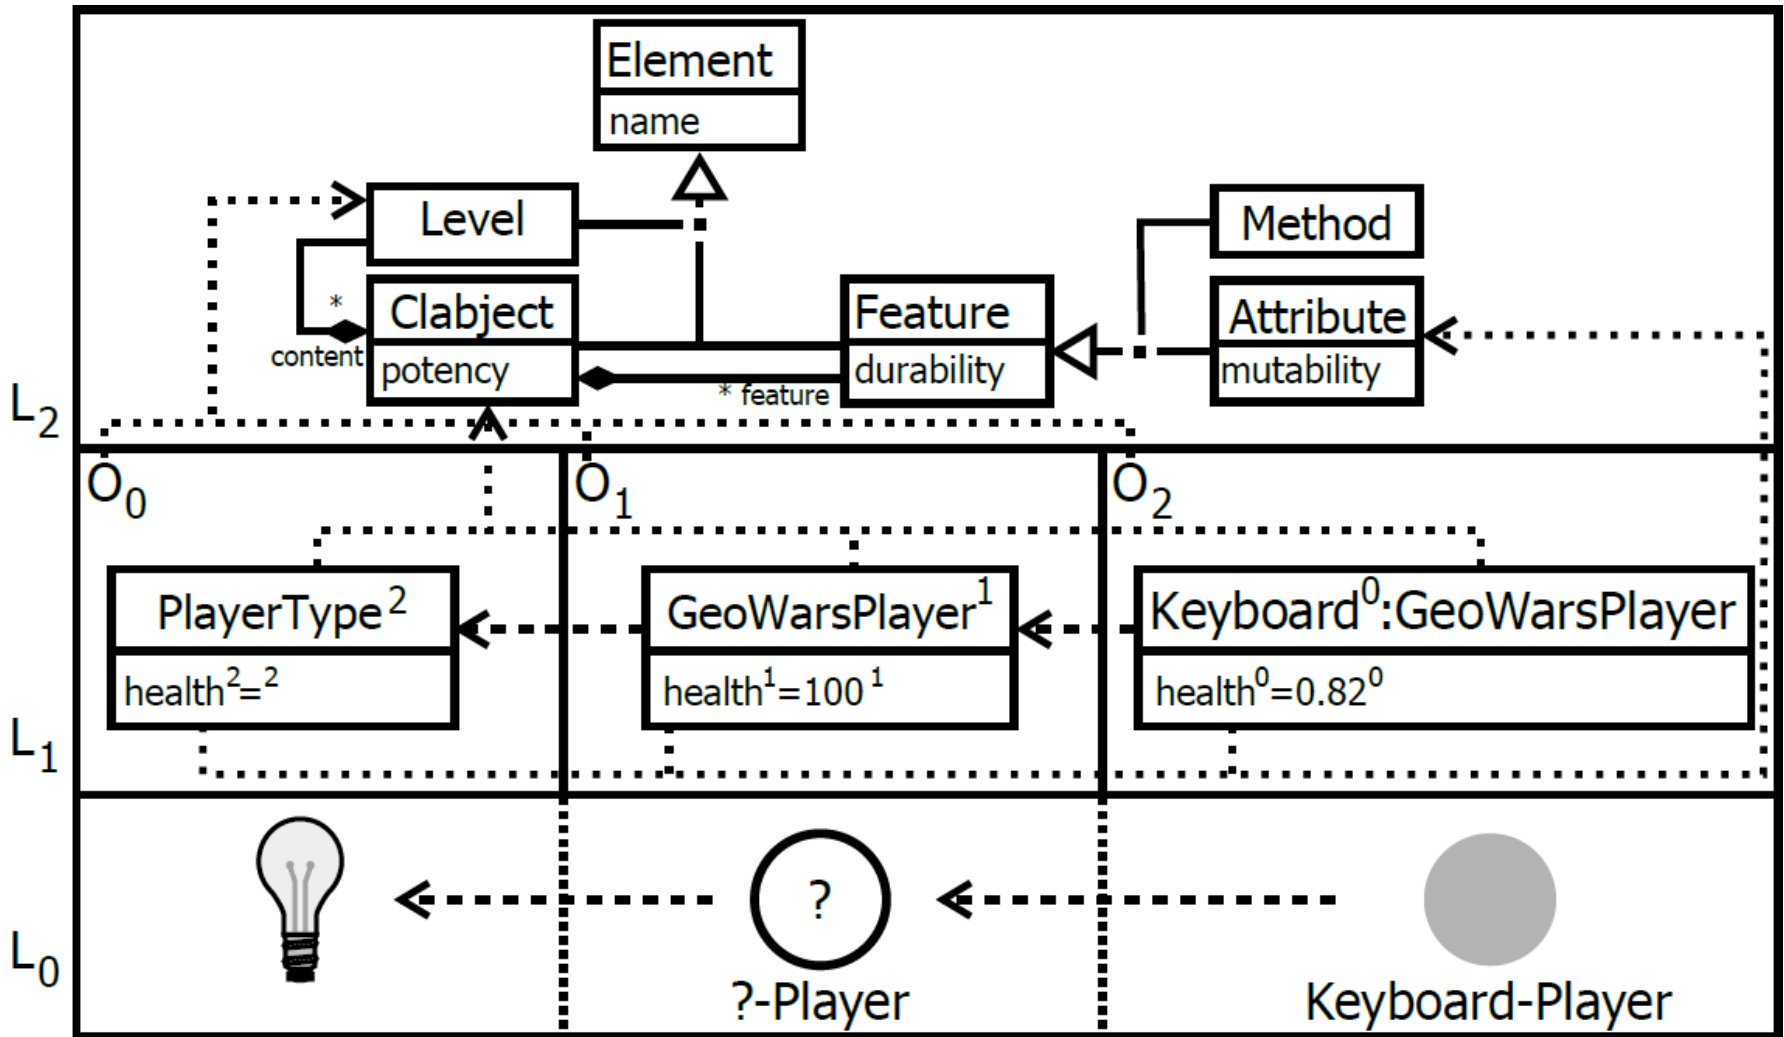 Element
name
Level
Method
*
Clabject
Feature
Attribute
content
potency
* feature
durability
mutability
L2
O0
O1
O2
PlayerType2
GeoWarsPlayer1
Keyboard0:GeoWarsPlayer
health2=2
health1=100 1
health0=0.820
L1
?
L0
?-Player
Keyboard-Player